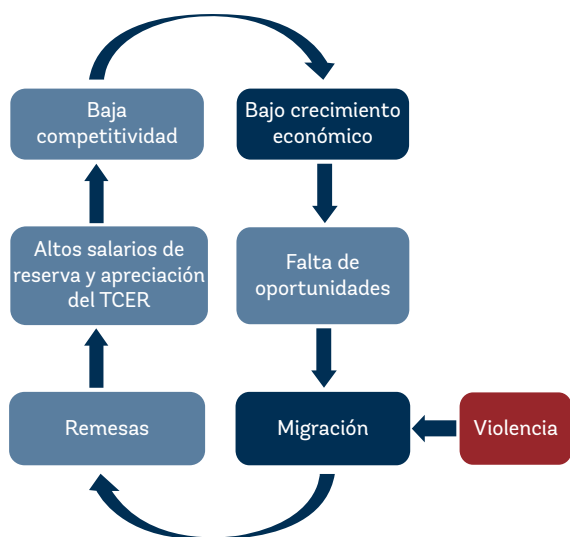 Baja
competitividad
Bajo crecimiento
económico
Altos salarios de
reserva y apreciación
del TCER
Falta de
oportunidades
Remesas
Migración
Violencia